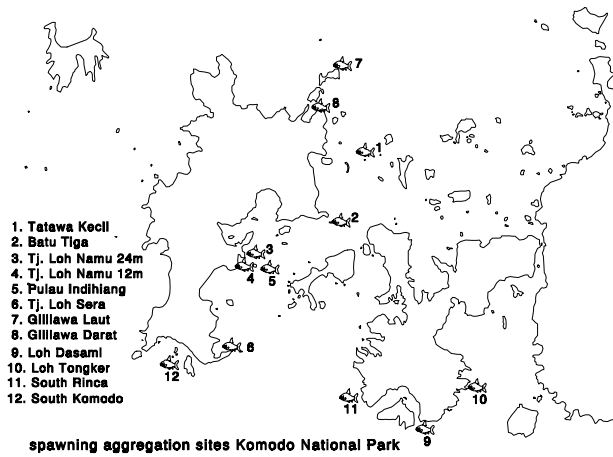 7
8
1
2
3
4
5
6
12
11
10
9
1. Tatawa Kecil
2. Batu Tiga
3. Tj. Loh Namu 24m
4. Tj. Loh Namu 12m
5. Pulau Indihiang
6. Tj. Loh Sera
7. Gililawa Laut
8. Gililawa Darat
9. Loh Dasami
10. Loh Tongker
11. South Rinca
12. South Komodo
spawning aggregation sites Komodo National Park